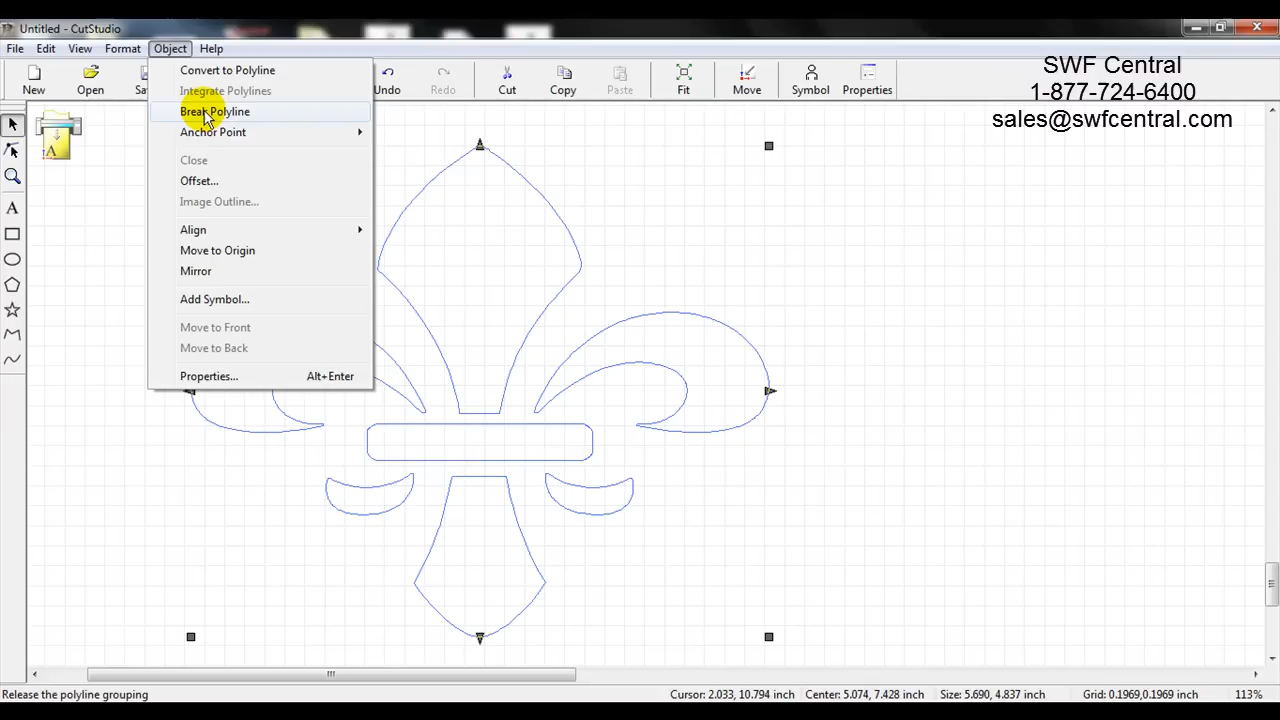 Untitled - CutStudio
File Edit View Format Object Help
SWF Central
1-877-724-6400
sales@swfcentral.com
New Open Undo Redo Cut Copy Paste Fit Move Symbol Properties
Convert to Polyline
Integrate Polylines
Break Polyline
Anchor Point
Close
Offset...
Image Outline...
Align
Move to Origin
Mirror
Add Symbol...
Move to Front
Move to Back
Properties... Alt+Enter
A
A
Release the polyline grouping Cursor: 2.033, 10.794 inch Center: 5.074, 7.428 inch Size: 5.690, 4.837 inch Grid: 0.1969,0.1969 inch 113%